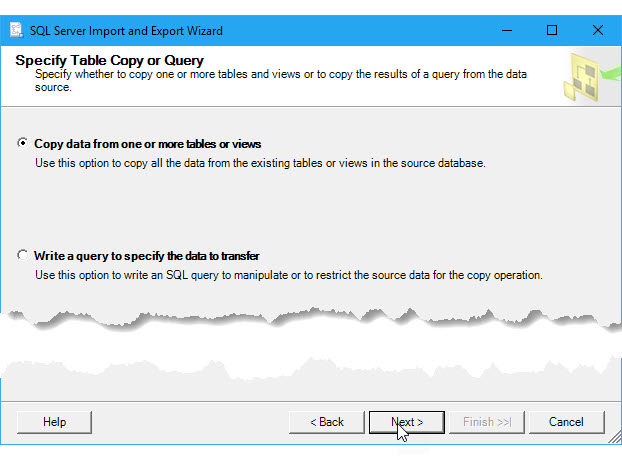 SQL Server Import and Export Wizard
Specify Table Copy or Query
Specify whether to copy one or more tables and views or to copy the results of a query from the data
source.
Copy data from one or more tables or views
Use this option to copy all the data from the existing tables or views in the source database.
Write a query to specify the data to transfer
Use this option to write an SQL query to manipulate or to restrict the source data for the copy operation.
Help
< Back
Next >
Finish >>|
Cancel